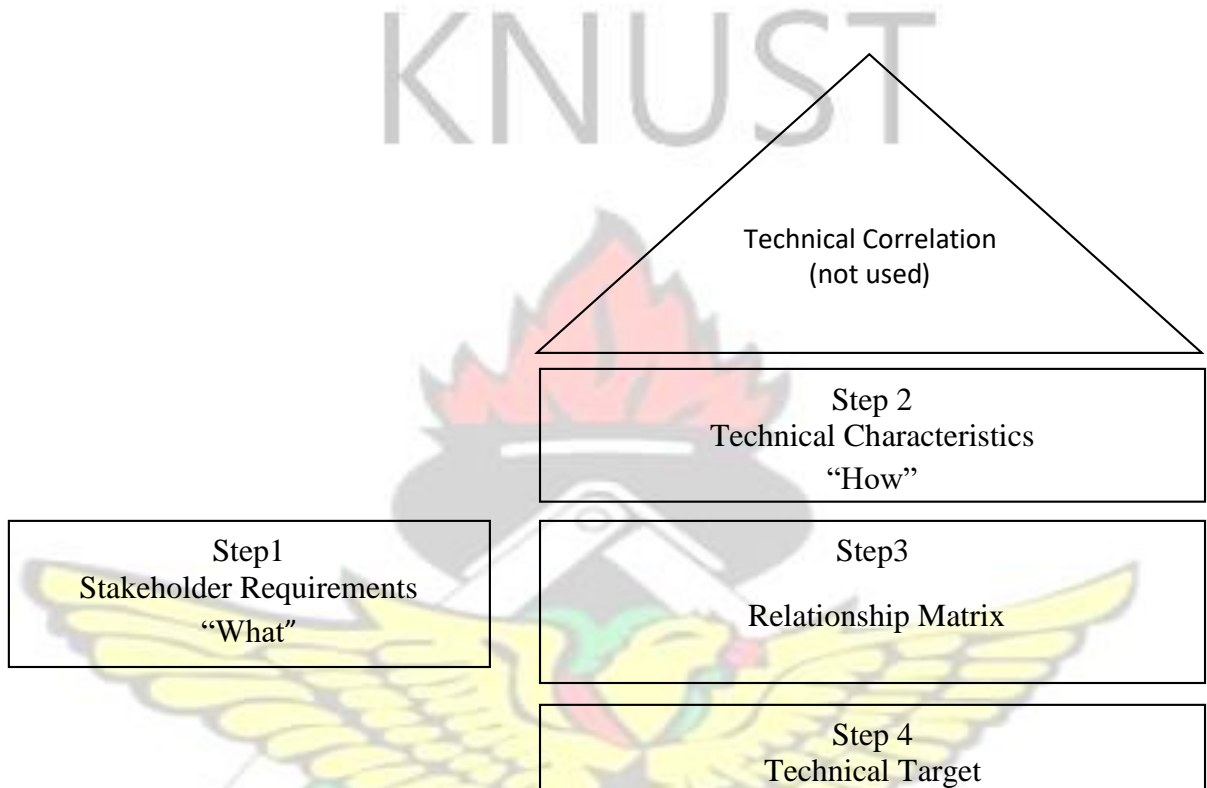 KNUST
Technical Correlation
(not used)
Step 2
Technical Characteristics
“How”
Step1
Stakeholder Requirements
“What”
Step3
Relationship Matrix
Step 4
Technical Target